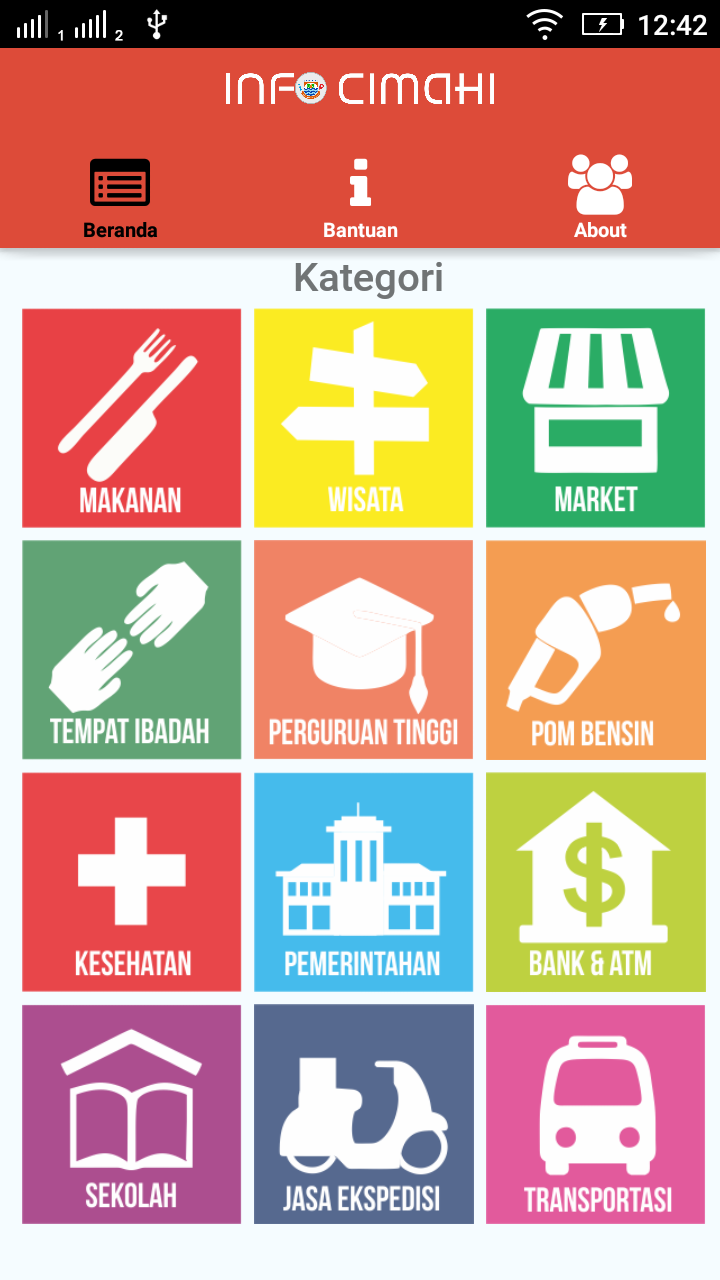 1 2 12:42
INFO CIMAHI
Beranda Bantuan About
Kategori
MAKANAN WISATA MARKET
TEMPAT IBADAH PERGURUAN TINGGI POM BENSIN
$
KESEHATAN PEMERINTAHAN BANK & ATM
SEKOLAH JASA EKSPEDISI TRANSPORTASI